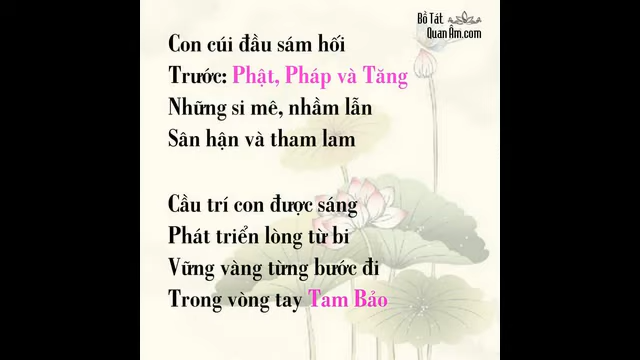 Bồ Tát
Quan Âm.com
Con cúi đầu sám hối
Trước: Phật, Pháp và Tăng
Những si mê, nhầm lẫn
Sân hận và tham lam
Cầu trí con được sáng
Phát triển lòng từ bi
Vững vàng từng bước đi
Trong vòng tay Tam Bảo